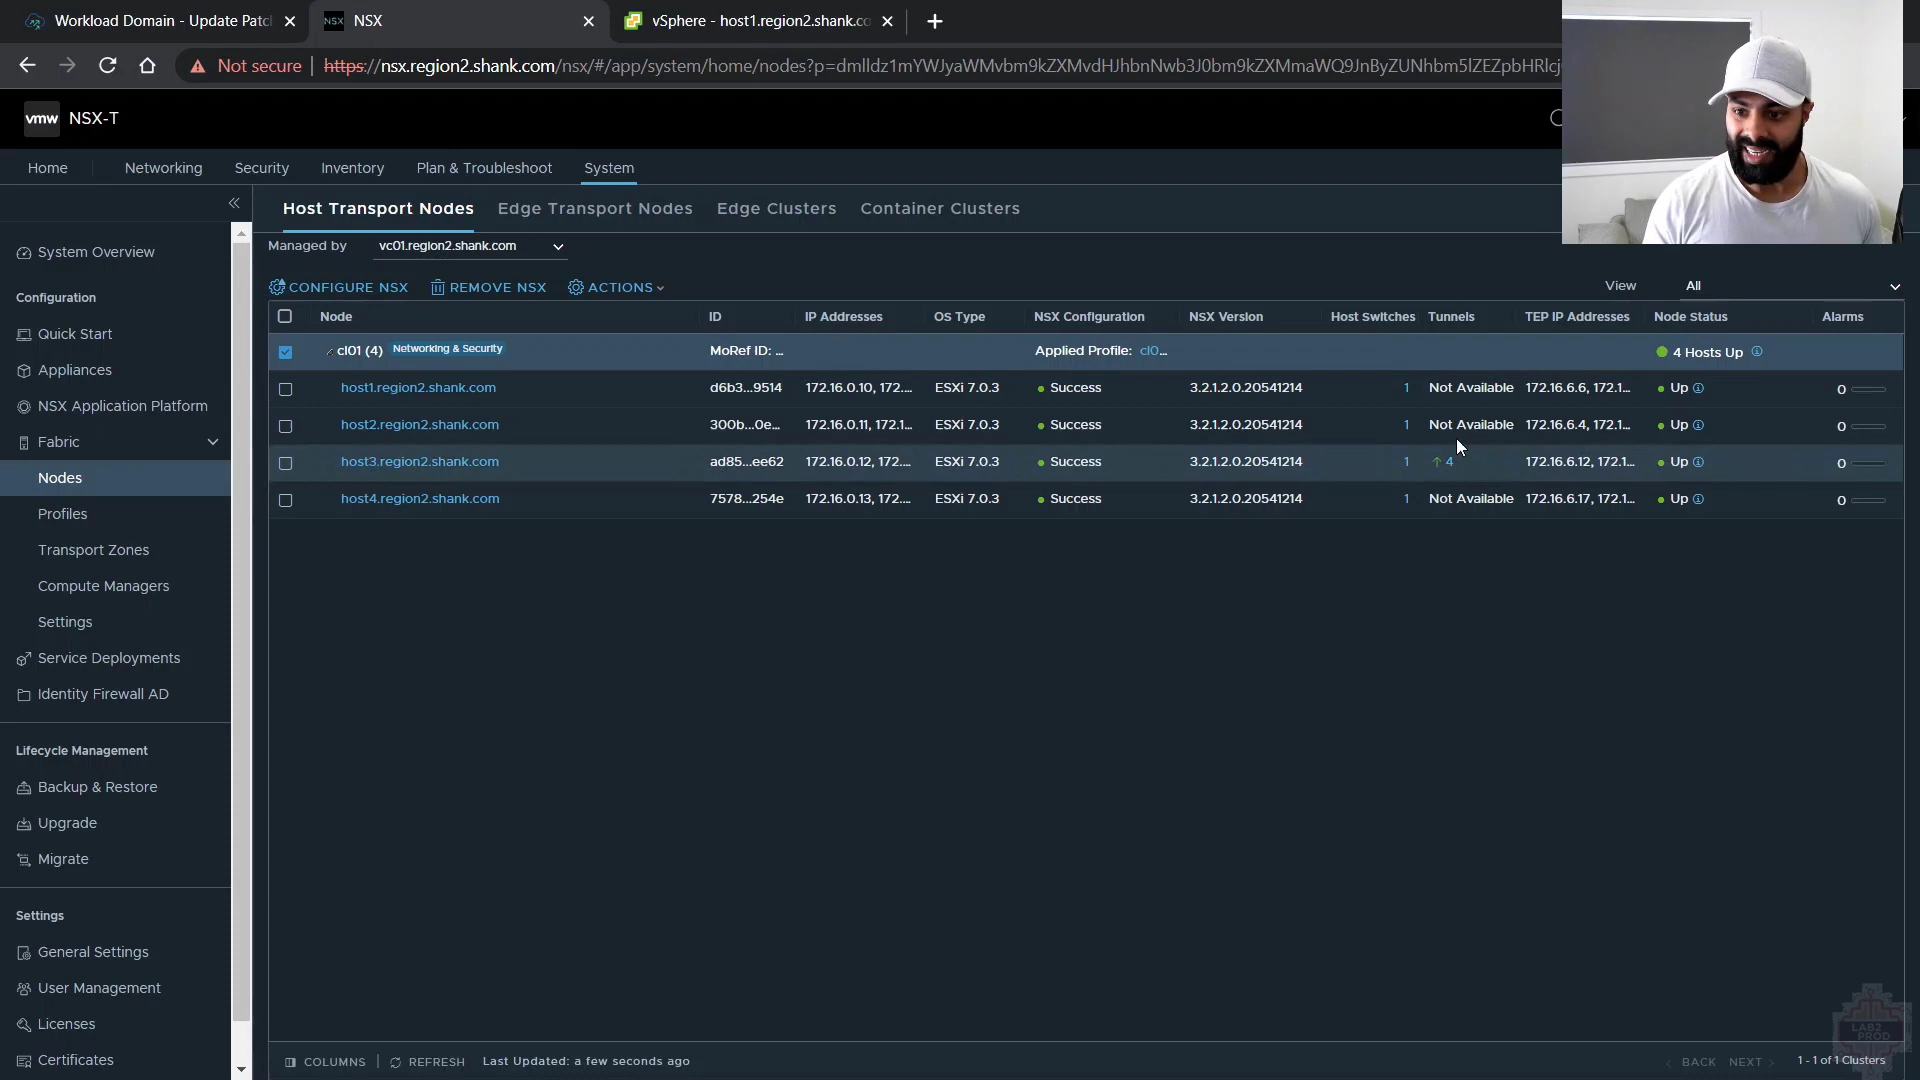 Workload Domain - Update Patc
NSX NSX
vSphere - host1.region2.shank.co
Not secure | https://nsx.region2.shank.com/nsx/#/app/system/home/nodes?p=
vmw NSX-T
Home Networking Security Inventory Plan & Troubleshoot System
Host Transport Nodes Edge Transport Nodes Edge Clusters Container Clusters
Managed by vc01.region2.shank.com
CONFIGURE NSX REMOVE NSX ACTIONS View All
Node ID IP Addresses OS Type NSX Configuration NSX Version Host Switches Tunnels TEP IP Addresses Node Status Alarms
cl01 (4) Networking & Security MoRef ID: ... Applied Profile: cl0... 4 Hosts Up
host1.region2.shank.com d6b3...9514 172.16.0.10, 172.... ESXi 7.0.3 Success 3.2.1.2.0.20541214 1 Not Available 172.16.6.6, 172.1... Up 0
host2.region2.shank.com 300b...0e... 172.16.0.11, 172.1... ESXi 7.0.3 Success 3.2.1.2.0.20541214 1 Not Available 172.16.6.4, 172.1... Up 0
host3.region2.shank.com ad85...ee62 172.16.0.12, 172.... ESXi 7.0.3 Success 3.2.1.2.0.20541214 1 4 172.16.6.12, 172.1... Up 0
host4.region2.shank.com 7578...254e 172.16.0.13, 172.... ESXi 7.0.3 Success 3.2.1.2.0.20541214 1 Not Available 172.16.6.17, 172.1... Up 0
System Overview
Configuration
Quick Start
Appliances
NSX Application Platform
Fabric
Nodes
Profiles
Transport Zones
Compute Managers
Settings
Service Deployments
Identity Firewall AD
Lifecycle Management
Backup & Restore
Upgrade
Migrate
Settings
General Settings
User Management
Licenses
Certificates
COLUMNS | REFRESH Last Updated: a few seconds ago
BACK NEXT 1 - 1 of 1 Clusters
LAB2
PROD